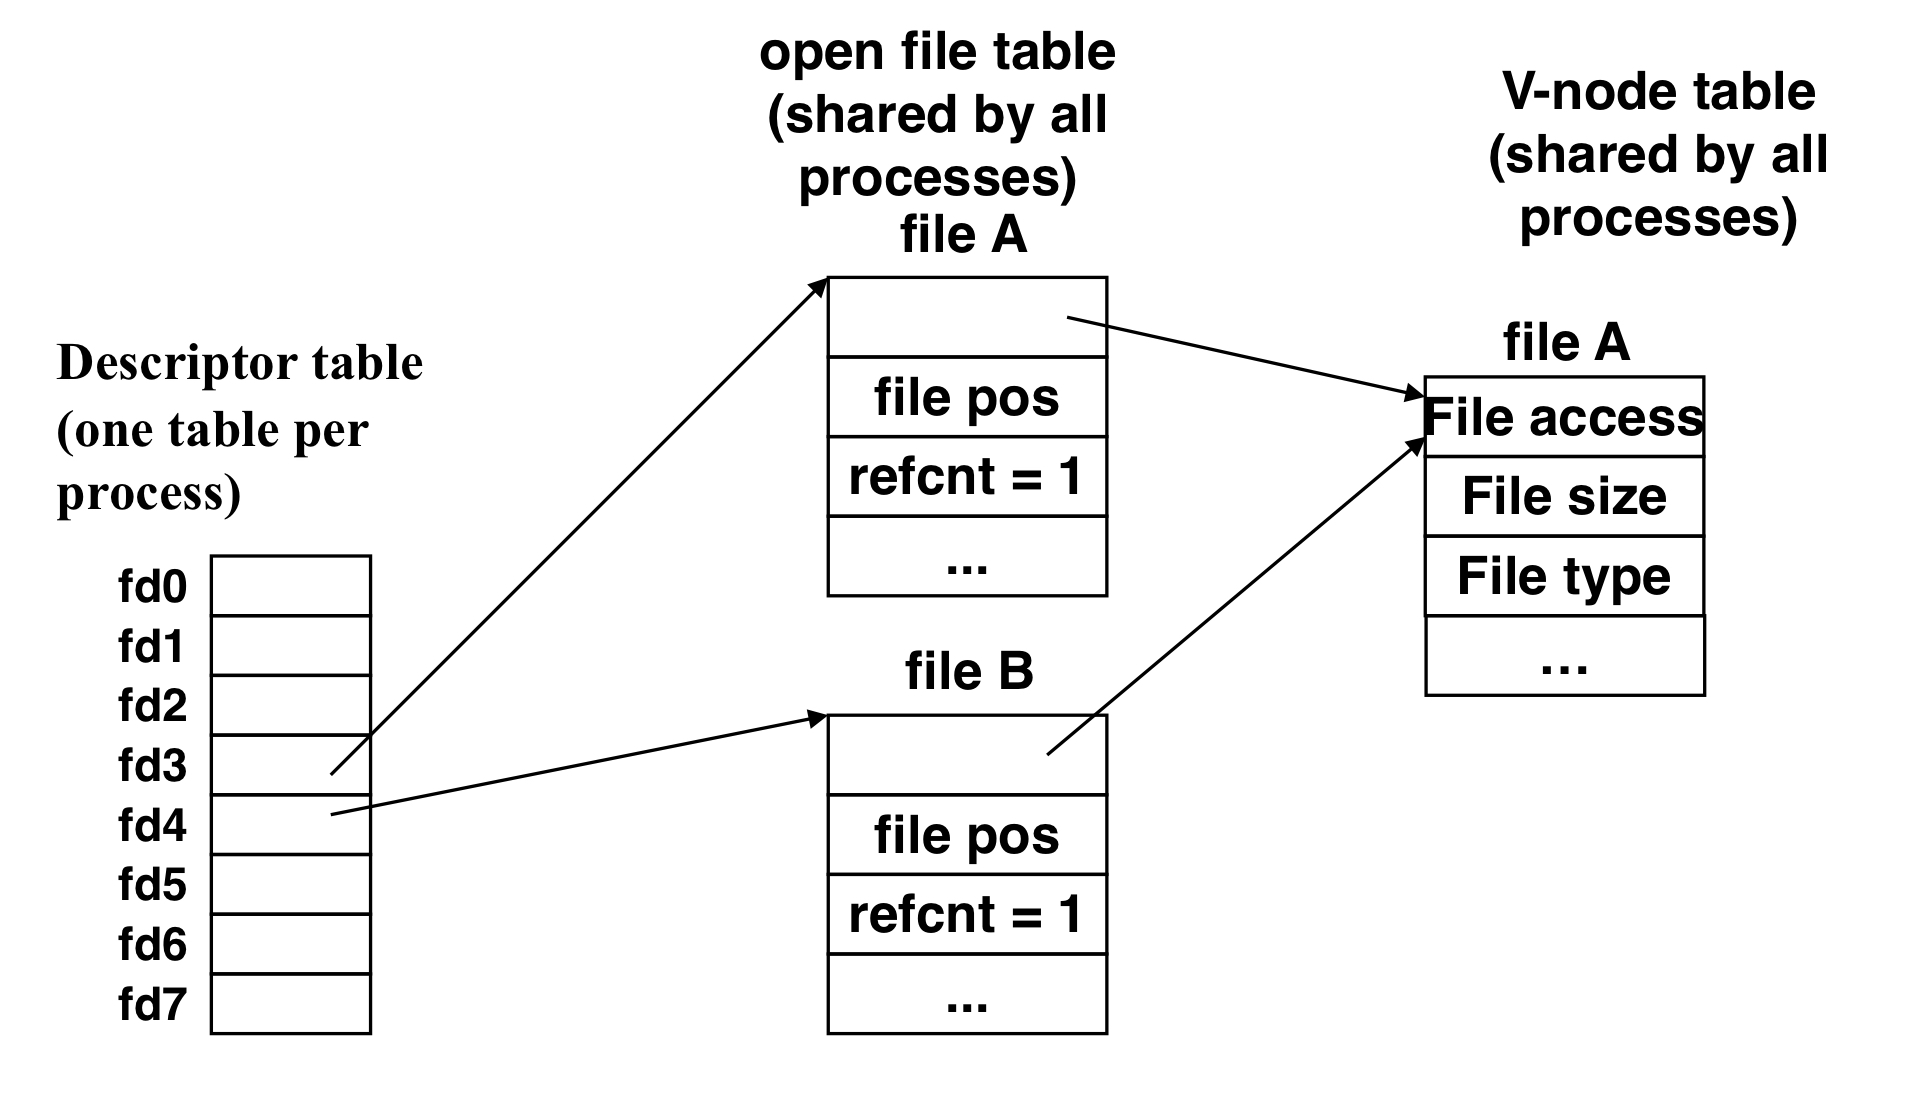 open file table
(shared by all
processes)
file A
V-node table
(shared by all
processes)
Descriptor table
(one table per
process)
fd0
fd1
fd2
fd3
fd4
fd5
fd6
fd7
file pos
refcnt = 1
...
file B
file pos
refcnt = 1
...
file A
File access
File size
File type
...